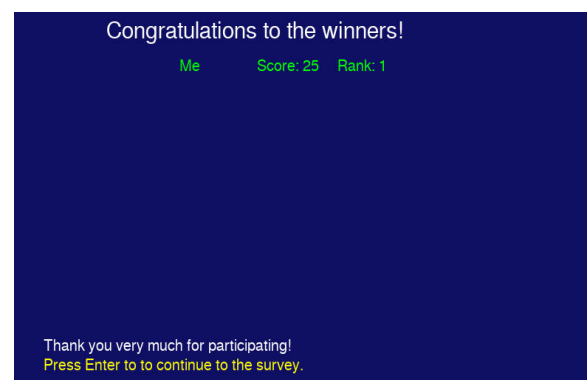 Congratulations to the winners!
Me Score: 25 Rank: 1
Thank you very much for participating!
Press Enter to to continue to the survey.